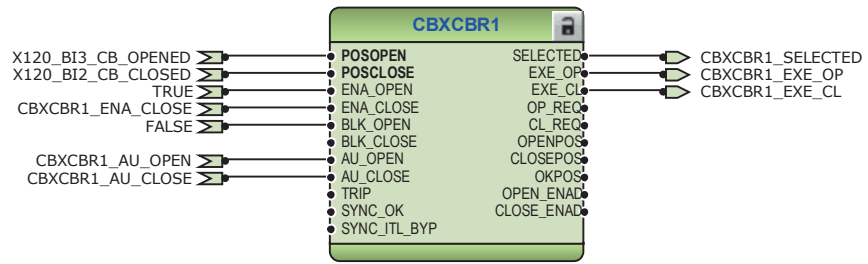 CBXCBR1
X120_BI3_CB_OPENED POSOPEN SELECTED CBXCBR1_SELECTED
X120_BI2_CB_CLOSED POSCLOSE EXE_OP CBXCBR1_EXE_OP
TRUE ENA_OPEN EXE_CL CBXCBR1_EXE_CL
CBXCBR1_ENA_CLOSE ENA_CLOSE OP_REQ
FALSE BLK_OPEN CL_REQ
BLK_CLOSE OPENPOS
CBXCBR1_AU_OPEN AU_OPEN CLOSEPOS
CBXCBR1_AU_CLOSE AU_CLOSE OKPOS
TRIP OPEN_ENAD
SYNC_OK CLOSE_ENAD
SYNC_ITL_BYP